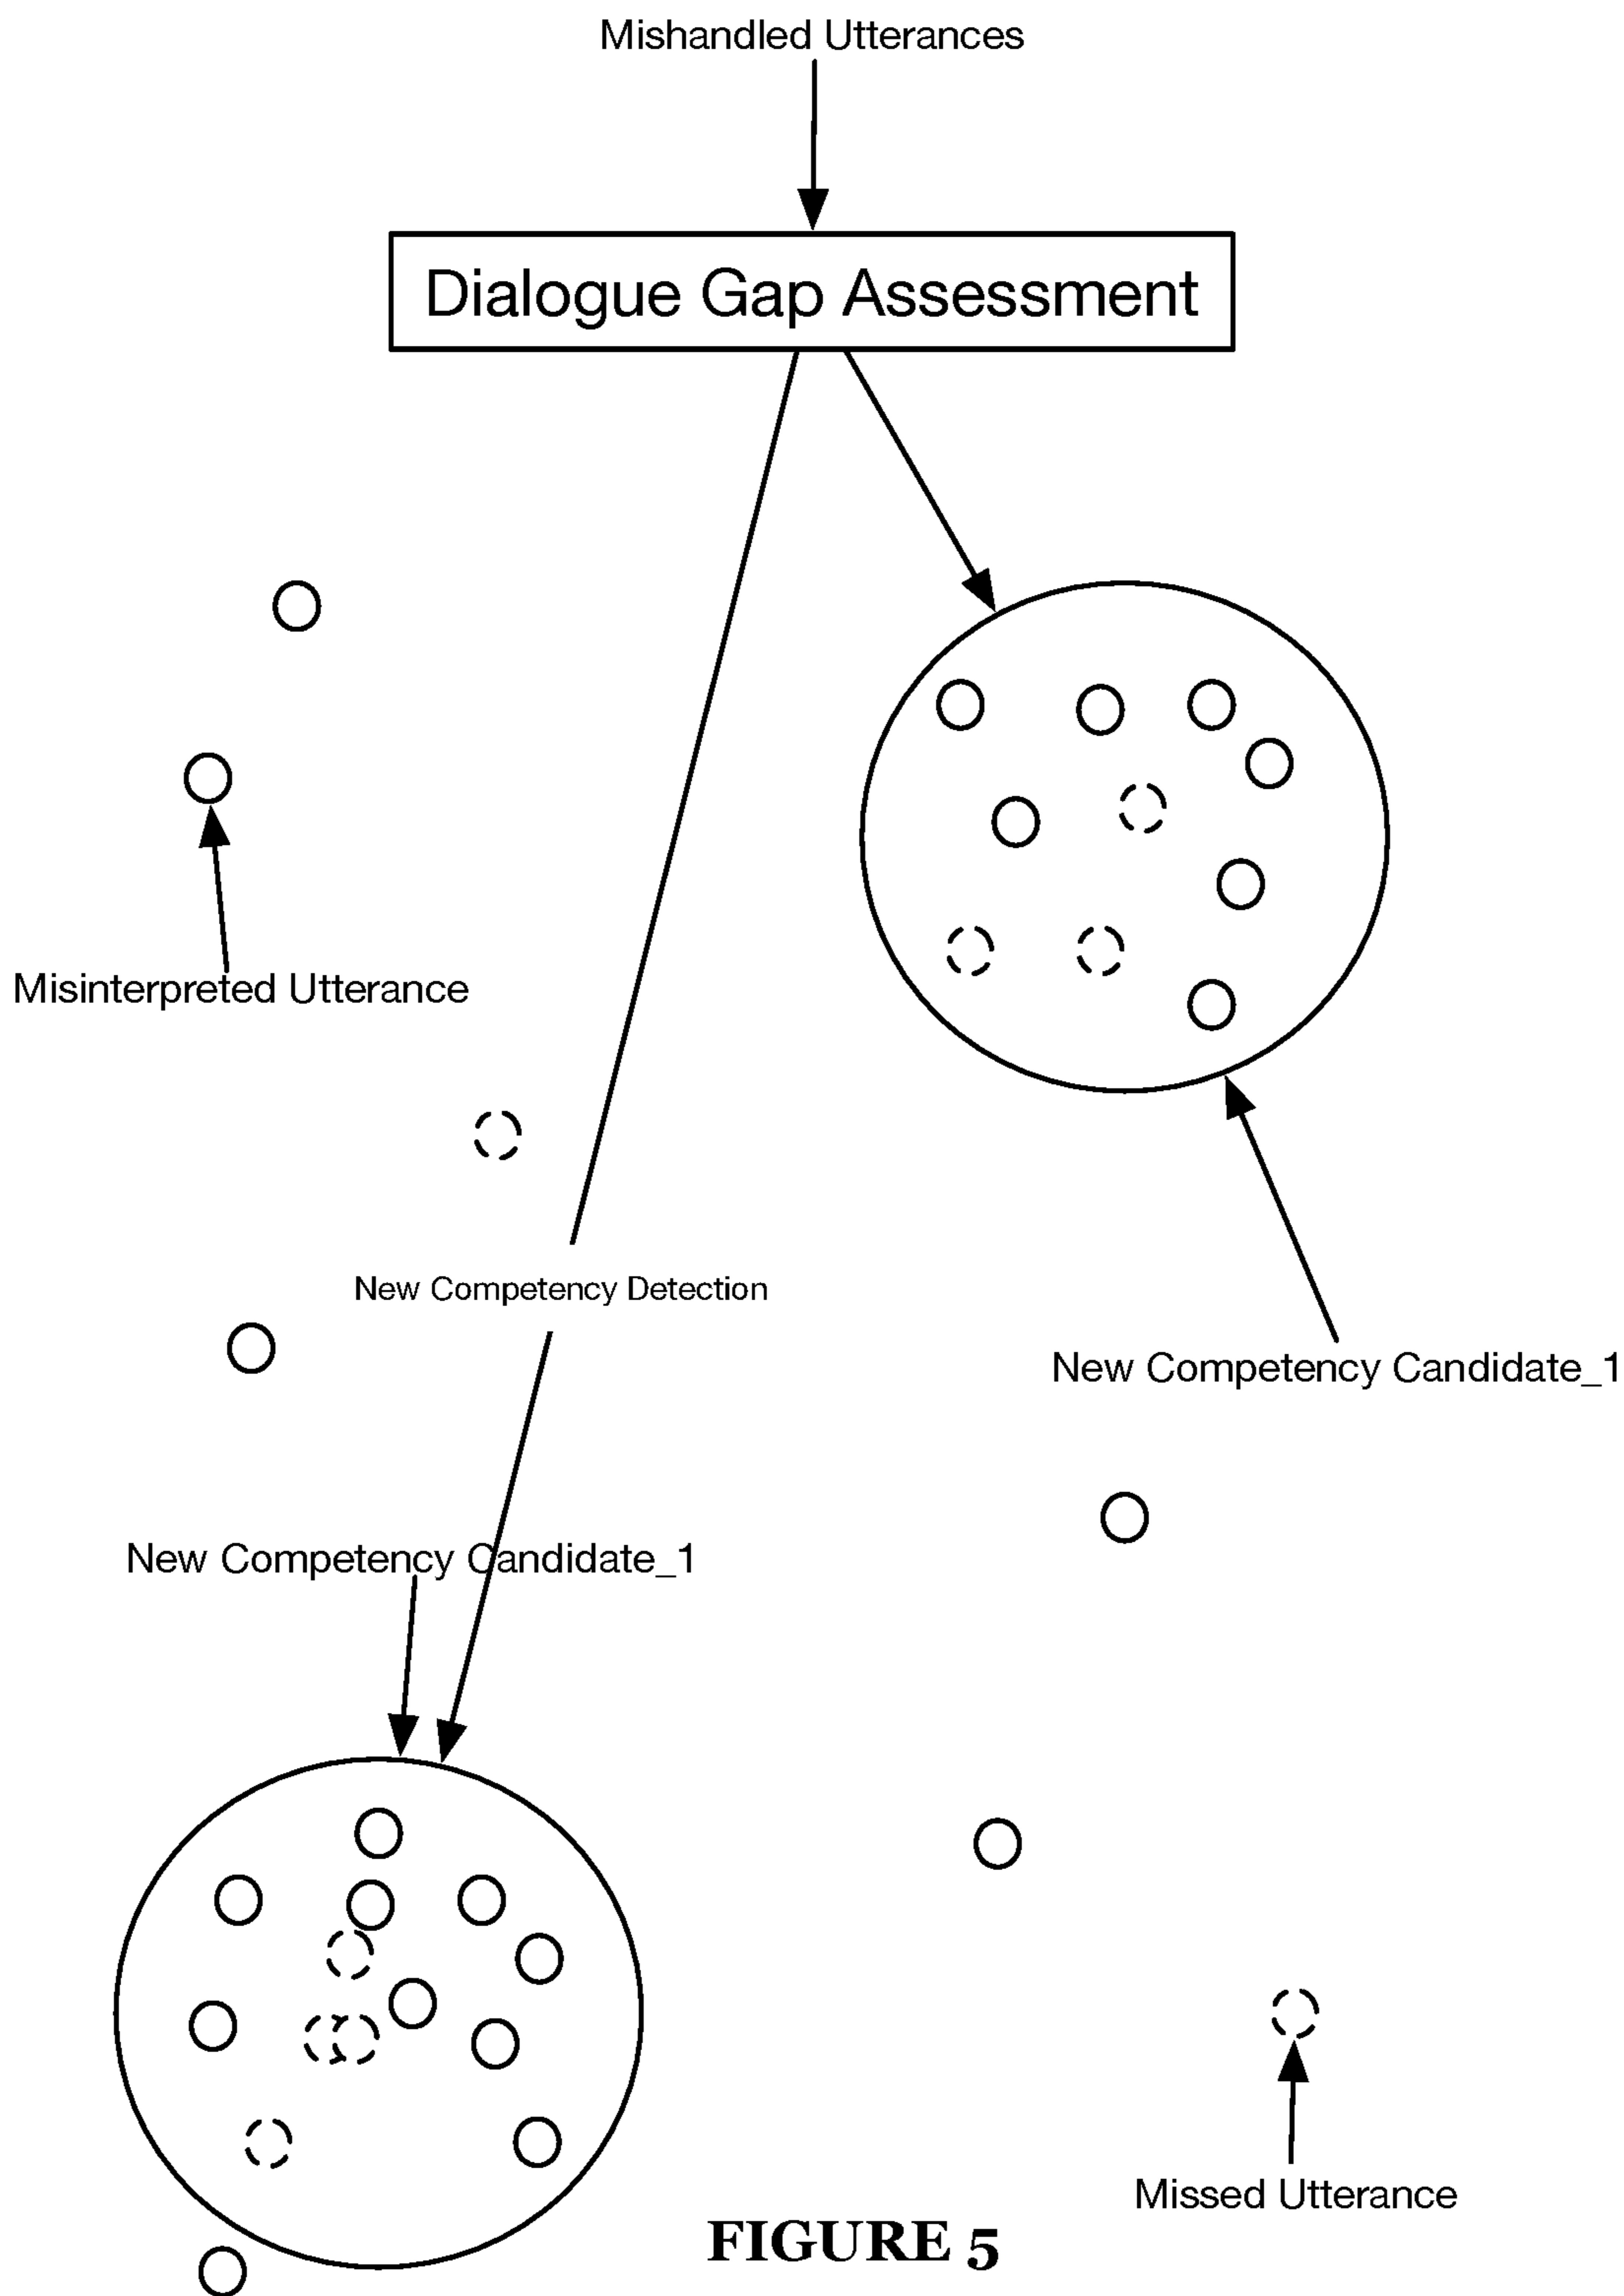 Mishandled Utterances
Dialogue Gap Assessment
Misinterpreted Utterance
New Competency Detection
New Competency Candidate_1
New Competency Candidate_1
Missed Utterance
FIGURE 5